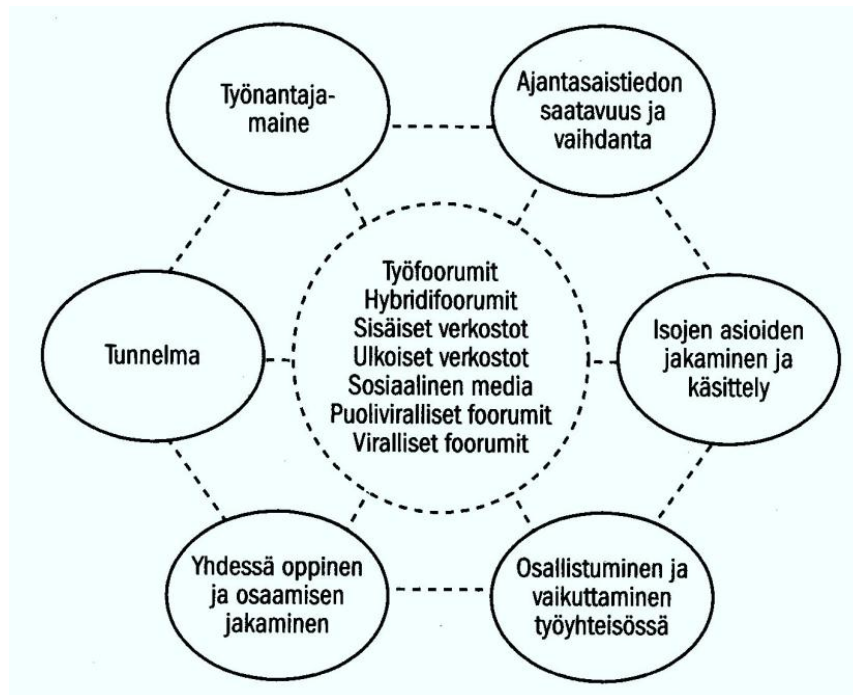 Työnantaja-
maine
Ajantasaistiedon
saatavuus ja
vaihdanta
Tunnelma
Työfoorumit
Hybridifoorumit
Sisäiset verkostot
Ulkoiset verkostot
Sosiaalinen media
Puoliviralliset foorumit
Viralliset foorumit
Isojen asioiden
jakaminen ja
käsittely
Yhdessä oppinen
ja osaamisen
jakaminen
Osallistuminen ja
vaikuttaminen
työyhteisössä